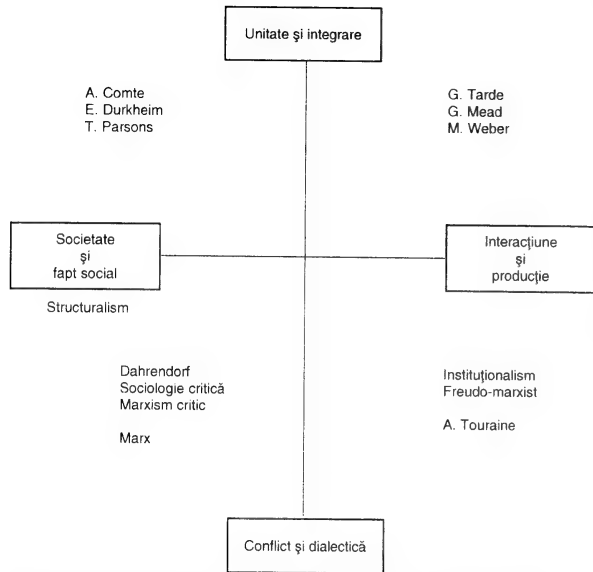 Unitate şi integrare
A. Comte
E. Durkheim
T. Parsons
G. Tarde
G. Mead
M. Weber
Societate
şi
fapt social
Interacţiune
şi
producţie
Structuralism
Dahrendorf
Sociologie critică
Marxism critic
Marx
Instituţionalism
Freudo-marxist
A. Touraine
Conflict şi dialectică